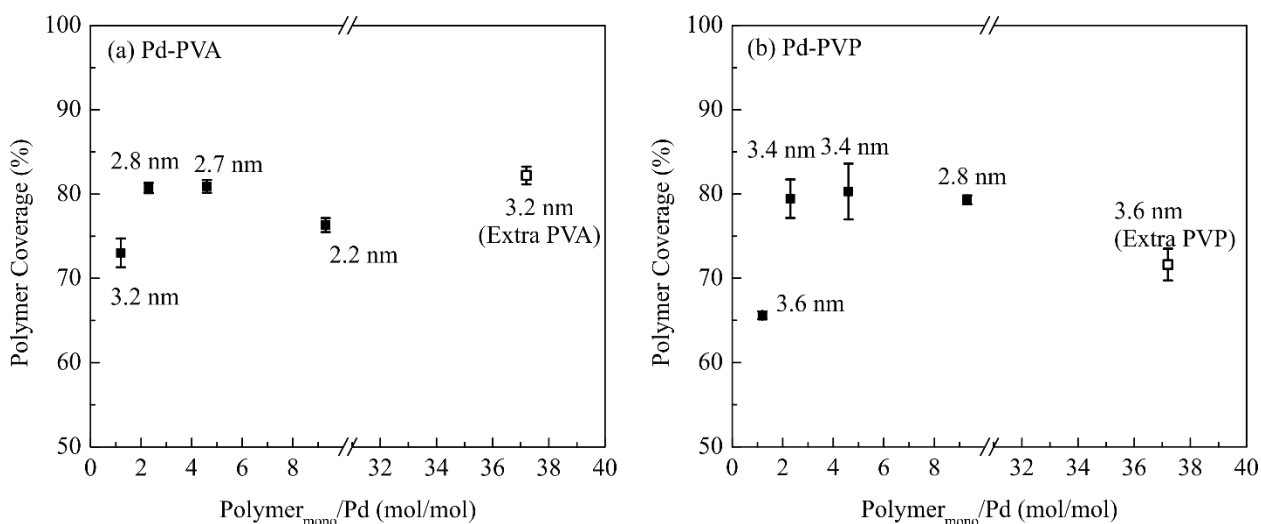 (a) Pd-PVA
Polymer Coverage (%)
100
90
80
70
60
50
2.8 nm
2.7 nm
3.2 nm
2.2 nm
3.2 nm
(Extra PVA)
0 2 4 6 8 32 34 36 38 40
Polymer_mono/Pd (mol/mol)
(b) Pd-PVP
Polymer Coverage (%)
100
90
80
70
60
50
3.4 nm
3.4 nm
2.8 nm
3.6 nm
3.6 nm
(Extra PVP)
0 2 4 6 8 32 34 36 38 40
Polymer_mono/Pd (mol/mol)